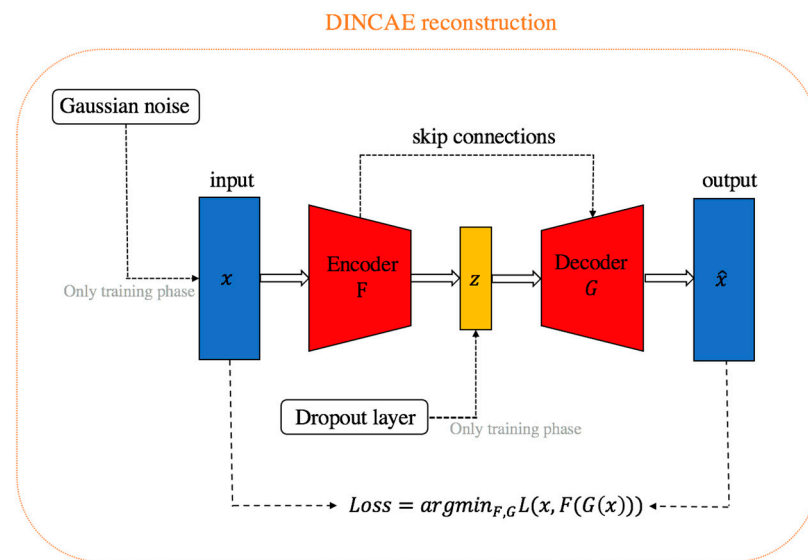 DINCAE reconstruction
Gaussian noise
skip connections
input
output
Encoder
F
Decoder
G
x
z
x̂
Only training phase
Dropout layer
Only training phase
Loss = argmin_{F,G}L(x, F(G(x)))